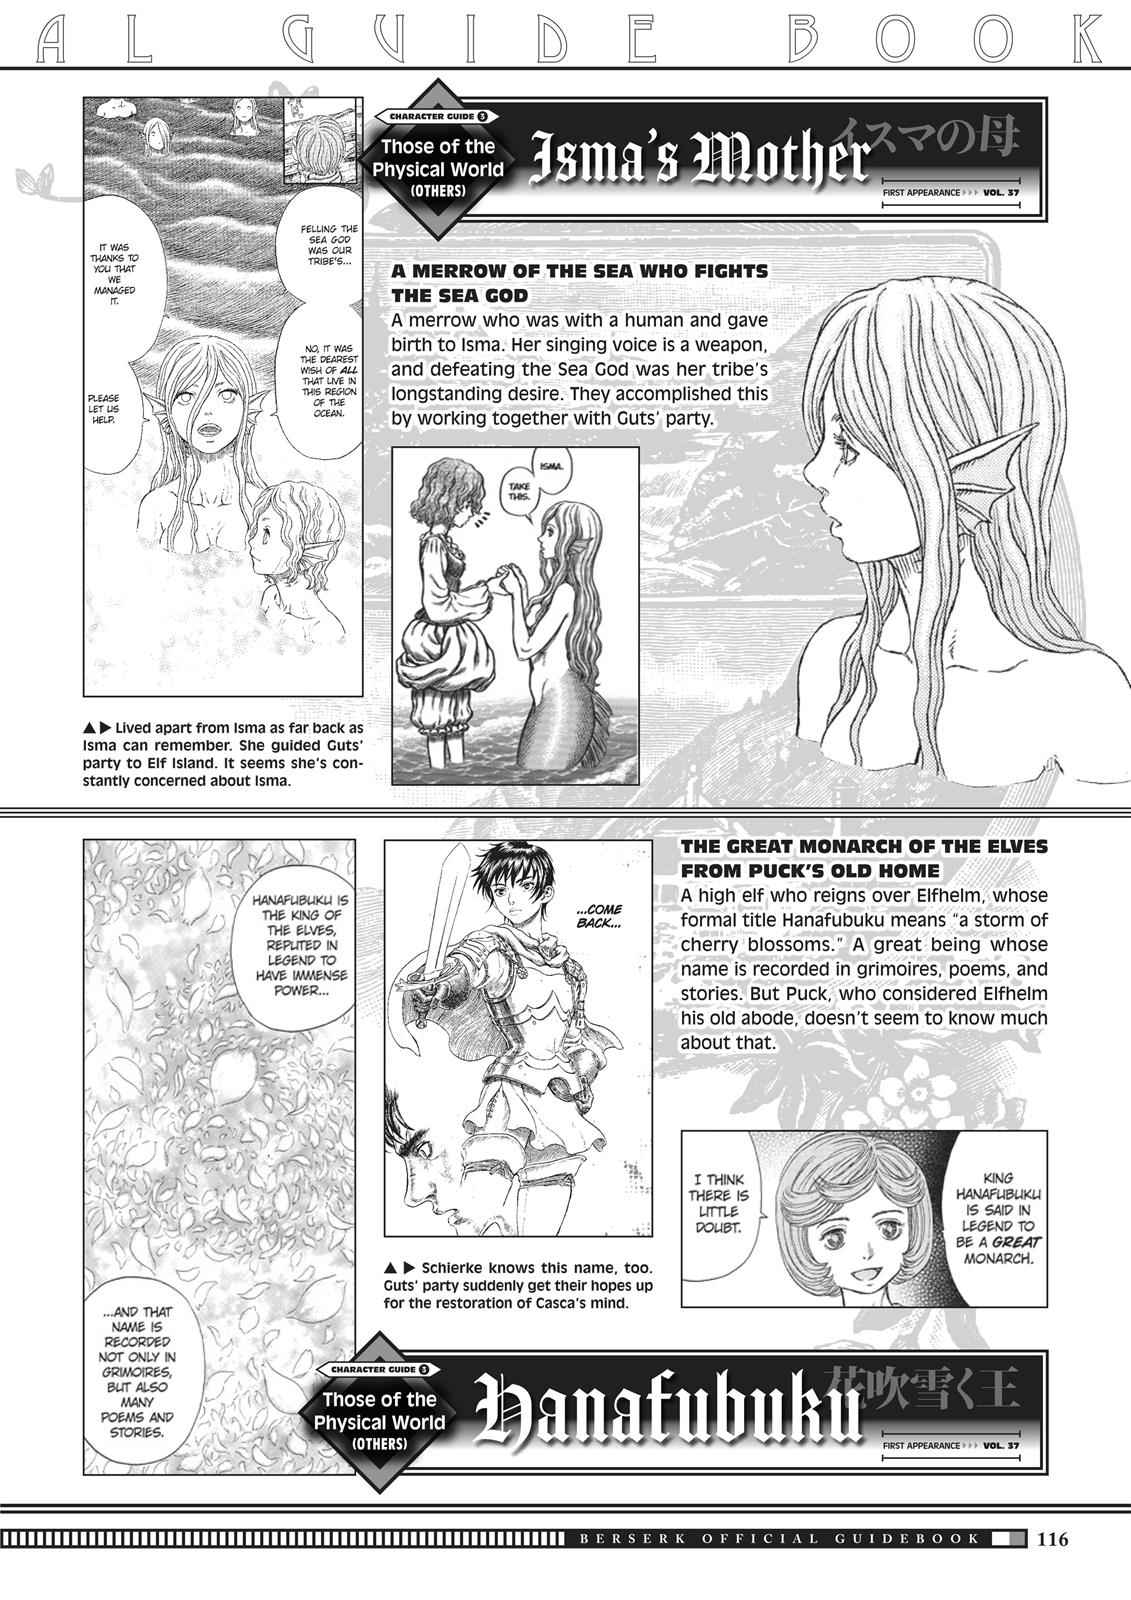 AL GUIDE BOOK
CHARACTER GUIDE 3
Those of the
Physical World
(OTHERS)
Isma's Mother
イスマの母
FIRST APPEARANCE ▷▷▷ VOL. 37
IT WAS
THANKS TO
YOU THAT
WE
MANAGED
IT.
FELLING THE
SEA GOD
WAS OUR
TRIBE'S...
NO, IT WAS
THE DEAREST
WISH OF ALL
THAT LIVE IN
THIS REGION
OF THE
OCEAN.
PLEASE
LET US
HELP.
A MERROW OF THE SEA WHO FIGHTS
THE SEA GOD
A merrow who was with a human and gave
birth to Isma. Her singing voice is a weapon,
and defeating the Sea God was her tribe's
longstanding desire. They accomplished this
by working together with Guts' party.
ISMA.
TAKE
THIS.
▲▶ Lived apart from Isma as far back as
Isma can remember. She guided Guts'
party to Elf Island. It seems she's con-
stantly concerned about Isma.
HANAFUBUKU IS
THE KING OF
THE ELVES,
REPUTED IN
LEGEND TO
HAVE IMMENSE
POWER...
...AND THAT
NAME IS
RECORDED
NOT ONLY IN
GRIMOIRES,
BUT ALSO
MANY
POEMS AND
STORIES.
...COME
BACK...
▲ ▶ Schierke knows this name, too.
Guts' party suddenly get their hopes up
for the restoration of Casca's mind.
THE GREAT MONARCH OF THE ELVES
FROM PUCK'S OLD HOME
A high elf who reigns over Elfhelm, whose
formal title Hanafubuku means "a storm of
cherry blossoms." A great being whose
name is recorded in grimoires, poems, and
stories. But Puck, who considered Elfhelm
his old abode, doesn't seem to know much
about that.
I THINK
THERE IS
LITTLE
DOUBT.
KING
HANAFUBUKU
IS SAID IN
LEGEND TO
BE A GREAT
MONARCH.
CHARACTER GUIDE 3
Those of the
Physical World
(OTHERS)
Hanafubuku
花吹雪く王
FIRST APPEARANCE ▷▷▷ VOL. 37
BERSERK OFFICIAL GUIDEBOOK
116